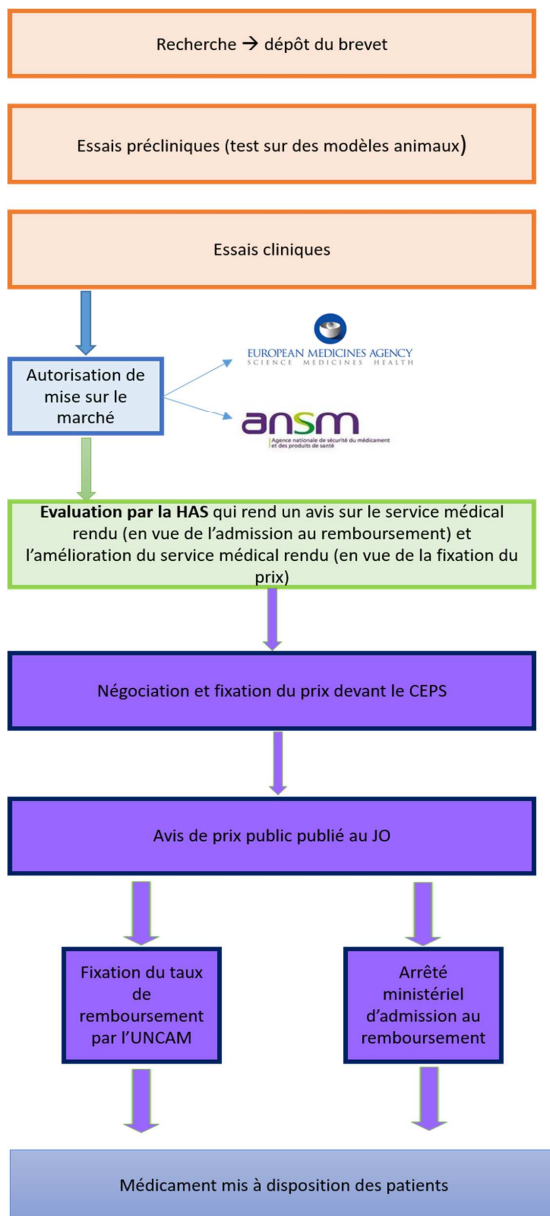 Recherche → dépôt du brevet
Essais précliniques (test sur des modèles animaux)
Essais cliniques
EUROPEAN MEDICINES AGENCY
SCIENCE MEDICINES HEALTH
Autorisation de
mise sur le
marché
ansm
Agence nationale de sécurité du médicament
et des produits de santé
Evaluation par la HAS qui rend un avis sur le service médical
rendu (en vue de l’admission au remboursement) et
l’amélioration du service médical rendu (en vue de la fixation du
prix)
Négociation et fixation du prix devant le CEPS
Avis de prix public publié au JO
Fixation du taux
de
remboursement
par l’UNCAM
Arrêté
ministériel
d’admission au
remboursement
Médicament mis à disposition des patients